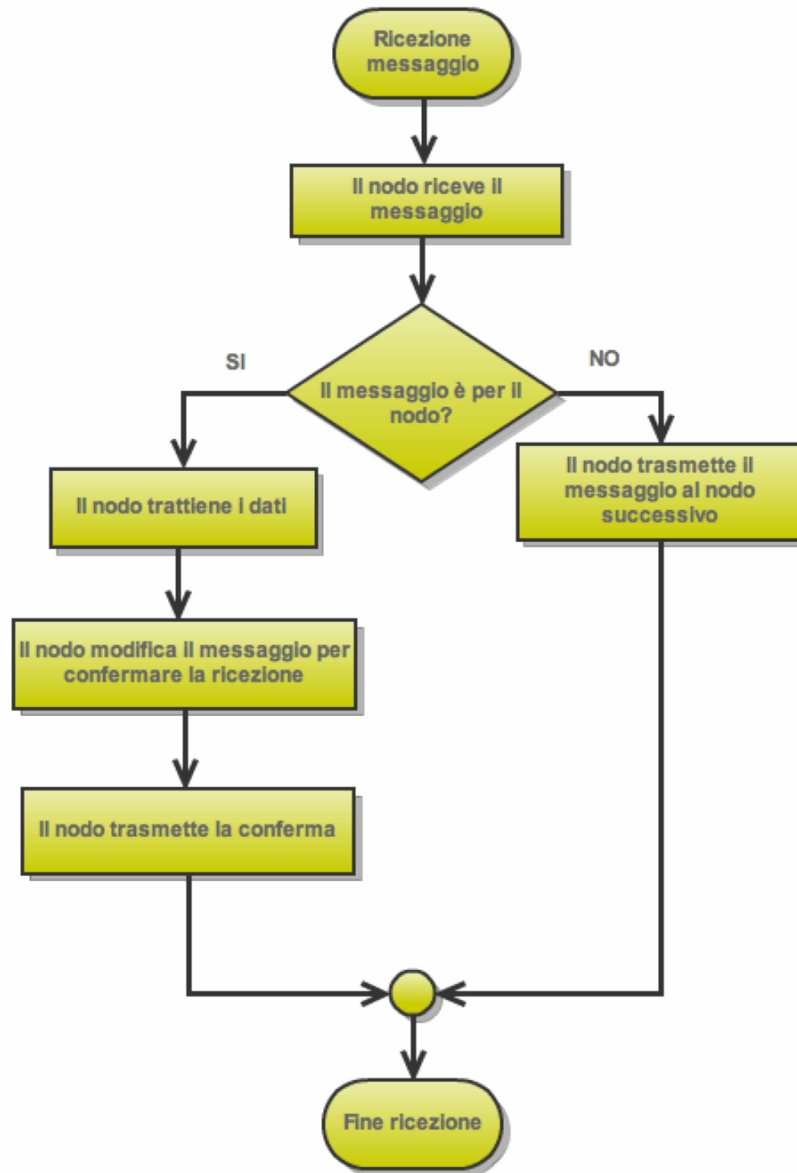 Ricezione
messaggio
Il nodo riceve il
messaggio
SI
NO
Il messaggio è per il
nodo?
Il nodo trattiene i dati
Il nodo trasmette il
messaggio al nodo
successivo
Il nodo modifica il messaggio per
confermare la ricezione
Il nodo trasmette la conferma
Fine ricezione